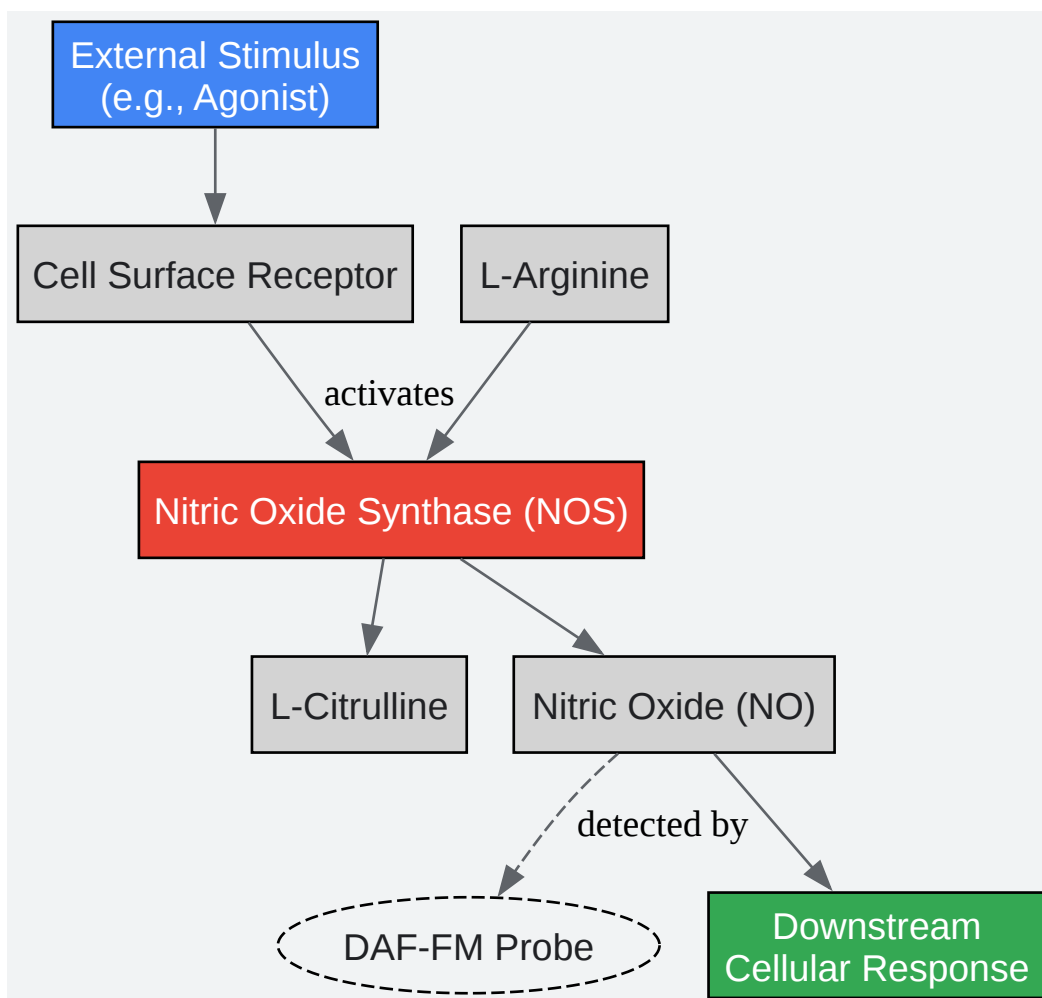 External Stimulus
(e.g., Agonist)
Cell Surface Receptor
L-Arginine
activates
Nitric Oxide Synthase (NOS)
L-Citrulline
Nitric Oxide (NO)
detected by
DAF-FM Probe
Downstream
Cellular Response